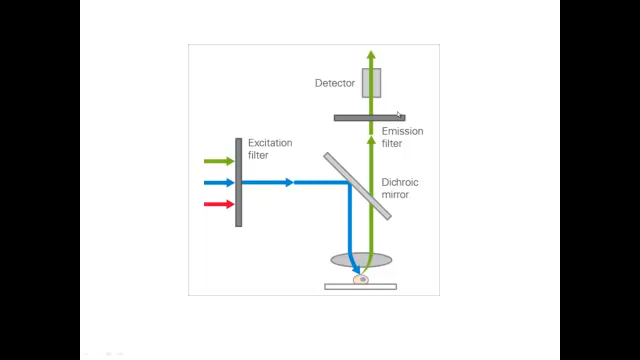 Detector
Emission
filter
Excitation
filter
Dichroic
mirror